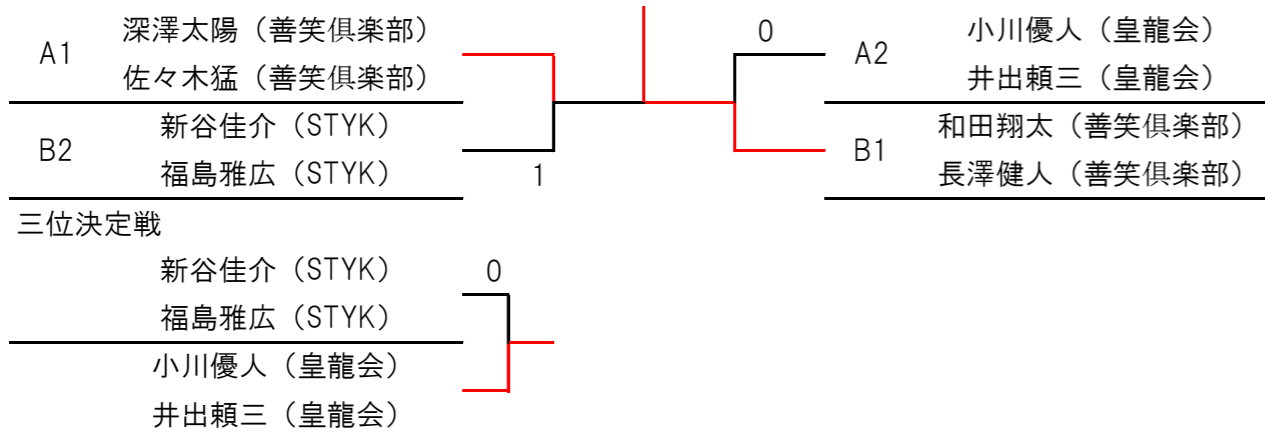 A1
深澤太陽（善笑倶楽部）
佐々木猛（善笑倶楽部）
B2
新谷佳介（STYK）
福島雅広（STYK）
1
0
A2
小川優人（皇龍会）
井出頼三（皇龍会）
B1
和田翔太（善笑倶楽部）
長澤健人（善笑倶楽部）
三位決定戦
新谷佳介（STYK）
福島雅広（STYK）
0
小川優人（皇龍会）
井出頼三（皇龍会）